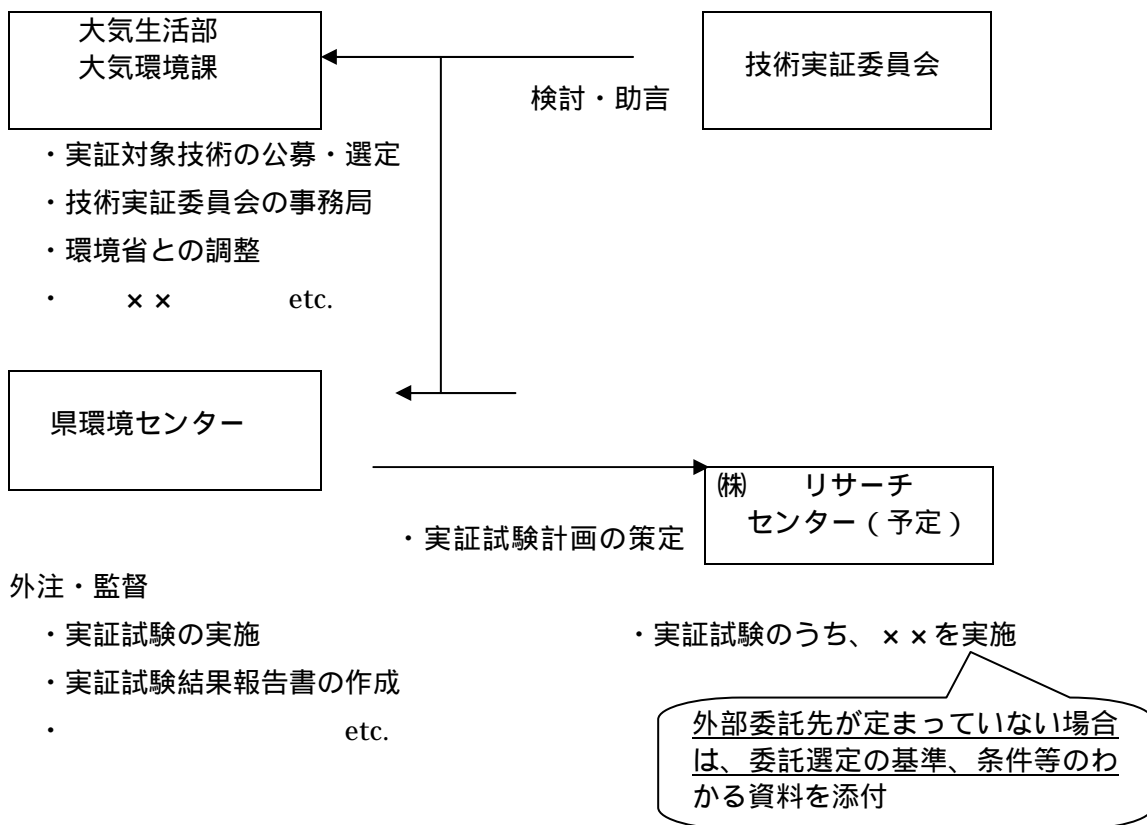 大気生活部
大気環境課
技術実証委員会
検討・助言
・実証対象技術の公募・選定
・技術実証委員会の事務局
・環境省との調整
・　　××　　　　etc.
県環境センター
㈱　　リサーチ
センター（予定）
・実証試験計画の策定
外注・監督
・実証試験の実施
・実証試験のうち、××を実施
・実証試験結果報告書の作成
・　　　　　　　　etc.
外部委託先が定まっていない場合
は、委託選定の基準、条件等のわ
かる資料を添付